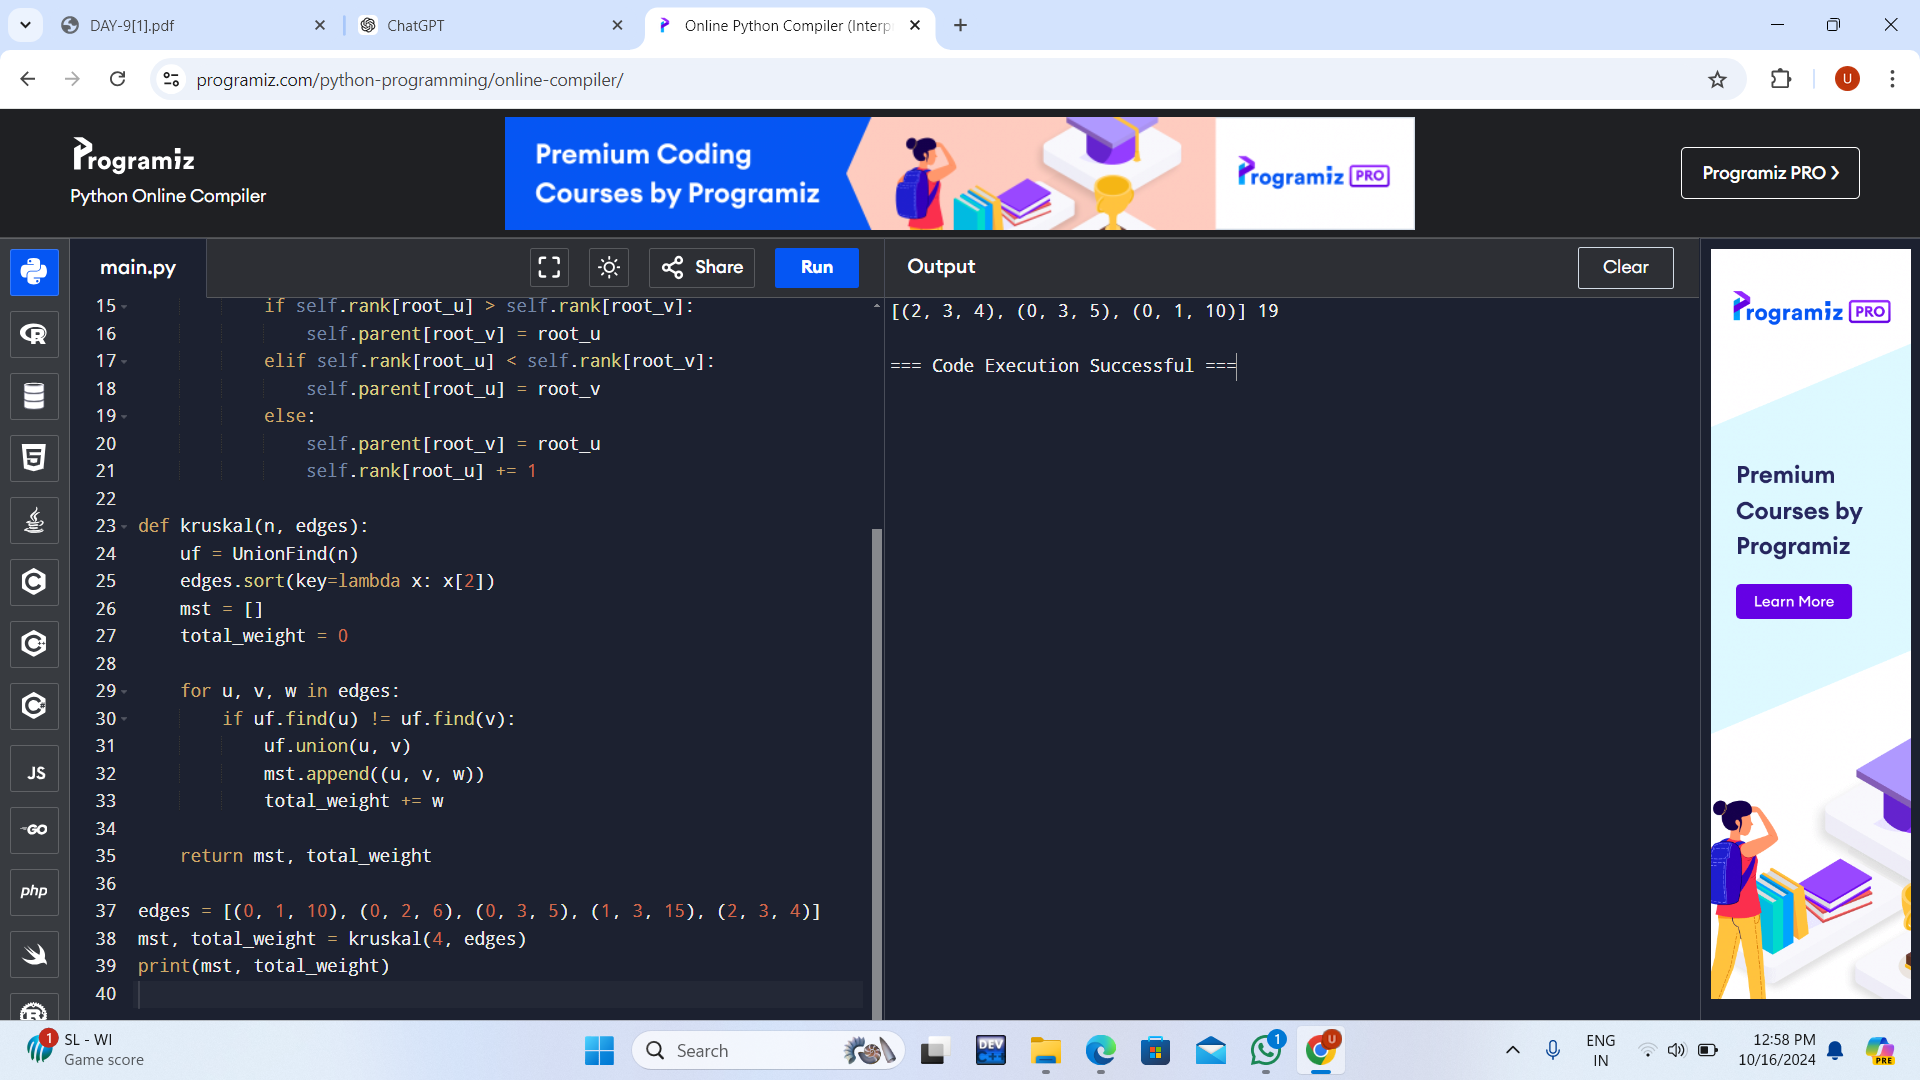 DAY-9[1].pdf
ChatGPT
Online Python Compiler (Interp
programiz.com/python-programming/online-compiler/
U
Programiz
Python Online Compiler
Premium Coding
Courses by Programiz
Programiz PRO
Programiz PRO ❯
main.py
Share
Run
Output
Clear
15 if self.rank[root_u] > self.rank[root_v]:
16 self.parent[root_v] = root_u
17 elif self.rank[root_u] < self.rank[root_v]:
18 self.parent[root_u] = root_v
19 else:
20 self.parent[root_v] = root_u
21 self.rank[root_u] += 1
22
23 def kruskal(n, edges):
24 uf = UnionFind(n)
25 edges.sort(key=lambda x: x[2])
26 mst = []
27 total_weight = 0
28
29 for u, v, w in edges:
30 if uf.find(u) != uf.find(v):
31 uf.union(u, v)
32 mst.append((u, v, w))
33 total_weight += w
34
35 return mst, total_weight
36
37 edges = [(0, 1, 10), (0, 2, 6), (0, 3, 5), (1, 3, 15), (2, 3, 4)]
38 mst, total_weight = kruskal(4, edges)
39 print(mst, total_weight)
40
[(2, 3, 4), (0, 3, 5), (0, 1, 10)] 19
=== Code Execution Successful ===
Programiz PRO
Premium
Courses by
Programiz
Learn More
JS
GO
php
1
SL - WI
Game score
Search
DEV
C++
1
U
ENG
IN
12:58 PM
10/16/2024
PRE